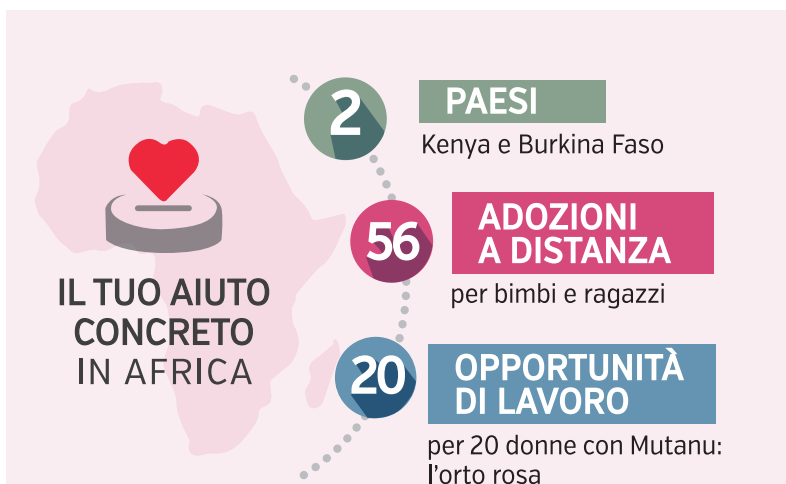 IL TUO AIUTO
CONCRETO
IN AFRICA
2
PAESI
Kenya e Burkina Faso
56
ADOZIONI
A DISTANZA
per bimbi e ragazzi
20
OPPORTUNITÀ
DI LAVORO
per 20 donne con Mutanu:
l'orto rosa